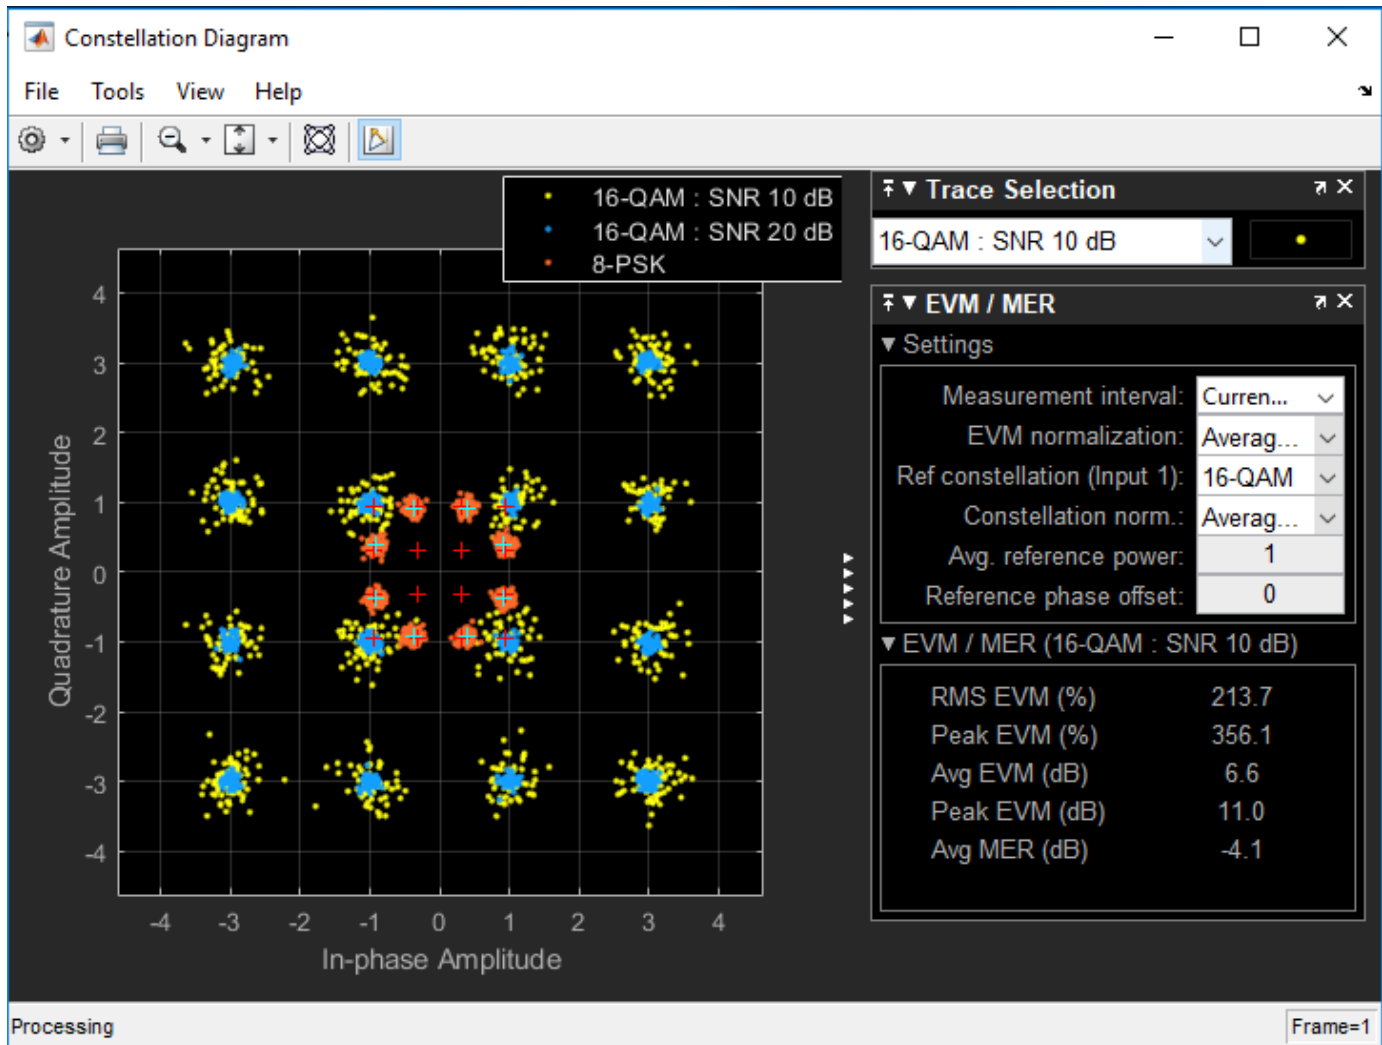 Constellation Diagram
File Tools View Help
16-QAM : SNR 10 dB
16-QAM : SNR 20 dB
8-PSK
4
3
2
1
0
-1
-2
-3
-4
Quadrature Amplitude
-4 -3 -2 -1 0 1 2 3 4
In-phase Amplitude
Trace Selection
16-QAM : SNR 10 dB
EVM / MER
Settings
Measurement interval: Curren...
EVM normalization: Averag...
Ref constellation (Input 1): 16-QAM
Constellation norm.: Averag...
Avg. reference power: 1
Reference phase offset: 0
EVM / MER (16-QAM : SNR 10 dB)
RMS EVM (%) 213.7
Peak EVM (%) 356.1
Avg EVM (dB) 6.6
Peak EVM (dB) 11.0
Avg MER (dB) -4.1
Processing Frame=1